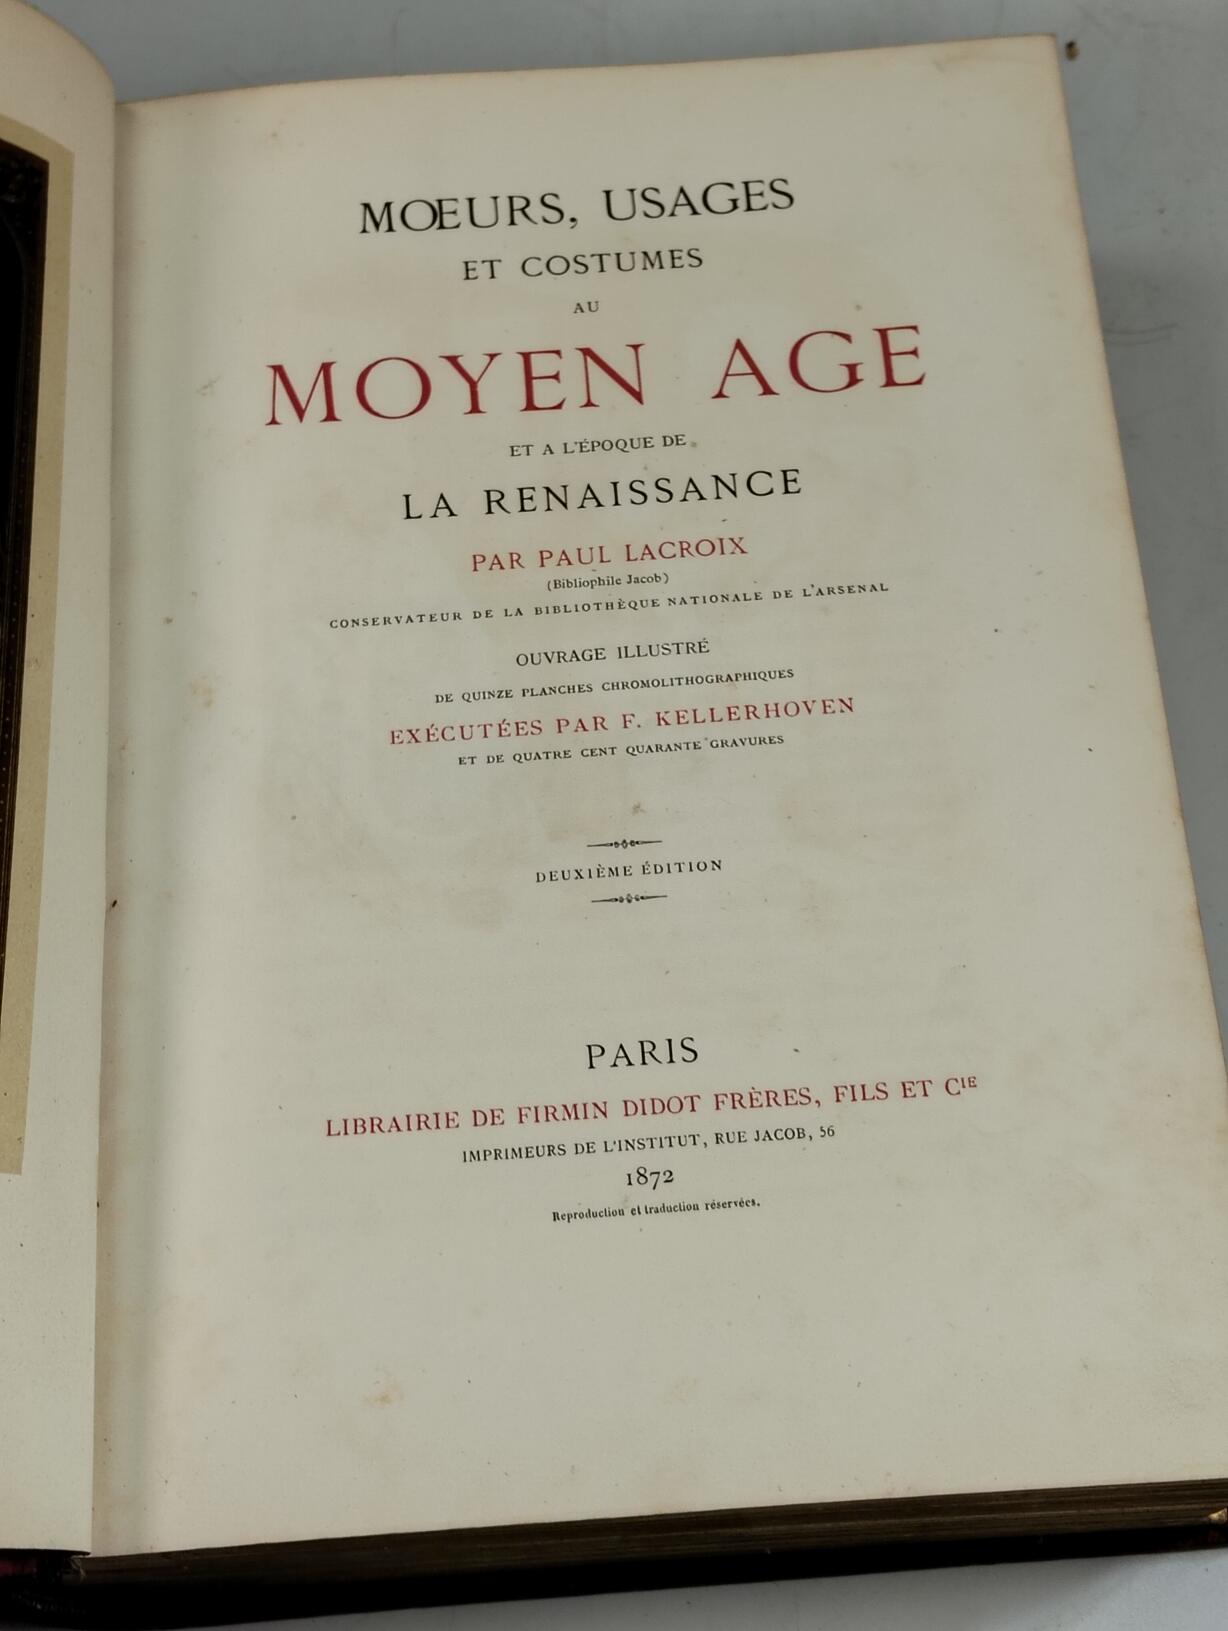 MŒURS, USAGES
ET COSTUMES
AU
MOYEN AGE
ET A L'ÉPOQUE DE
LA RENAISSANCE
PAR PAUL LACROIX
(Bibliophile Jacob)
CONSERVATEUR DE LA BIBLIOTHÈQUE NATIONALE DE L'ARSENAL
OUVRAGE ILLUSTRÉ
DE QUINZE PLANCHES CHROMOLITHOGRAPHIQUES
EXÉCUTÉES PAR F. KELLERHOVEN
ET DE QUATRE CENT QUARANTE GRAVURES
DEUXIÈME ÉDITION
PARIS
LIBRAIRIE DE FIRMIN DIDOT FRÈRES, FILS ET CIE
IMPRIMEURS DE L'INSTITUT, RUE JACOB, 56
1872
Reproduction et traduction réservées.